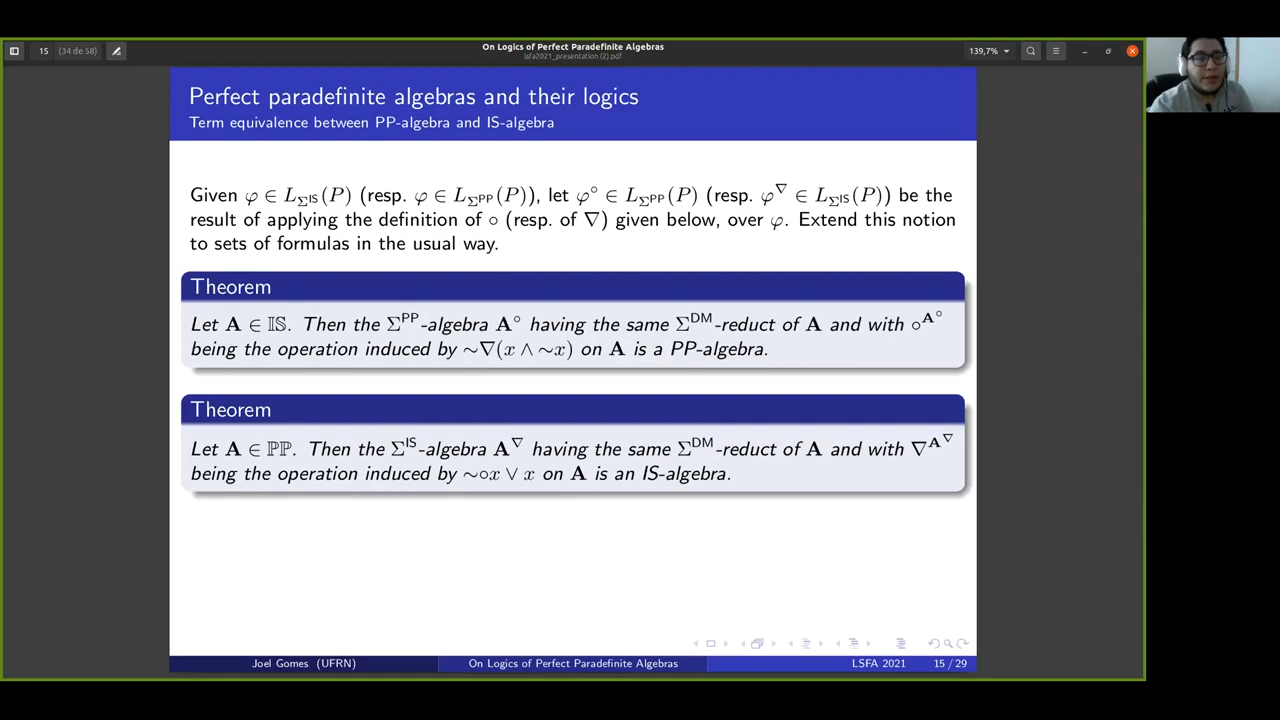 15 (34 de 58)
On Logics of Perfect Paradefinite Algebras
lsfa2021_presentation (2).pdf
139,7%
Perfect paradefinite algebras and their logics
Term equivalence between PP-algebra and IS-algebra
Given φ ∈ L_Σ^IS(P) (resp. φ ∈ L_Σ^PP(P)), let φ° ∈ L_Σ^PP(P) (resp. φ^∇ ∈ L_Σ^IS(P)) be the
result of applying the definition of ∘ (resp. of ∇) given below, over φ. Extend this notion
to sets of formulas in the usual way.
Theorem
Let A ∈ 𝕀𝕊. Then the Σ^PP-algebra A° having the same Σ^DM-reduct of A and with ∘^A°
being the operation induced by ∼∇(x ∧ ∼x) on A is a PP-algebra.
Theorem
Let A ∈ ℙℙ. Then the Σ^IS-algebra A^∇ having the same Σ^DM-reduct of A and with ∇^A^∇
being the operation induced by ∼∘x ∨ x on A is an IS-algebra.
Joel Gomes (UFRN) On Logics of Perfect Paradefinite Algebras LSFA 2021 15 / 29